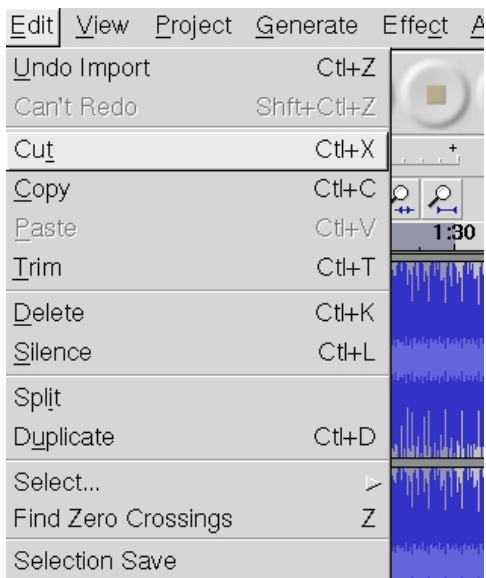 Edit View Project Generate Effect A
Undo Import Ctl+Z
Can't Redo Shft+Ctl+Z
Cut Ctl+X
Copy Ctl+C
Paste Ctl+V
1:30
Trim Ctl+T
Delete Ctl+K
Silence Ctl+L
Split
Duplicate Ctl+D
Select...
Find Zero Crossings Z
Selection Save